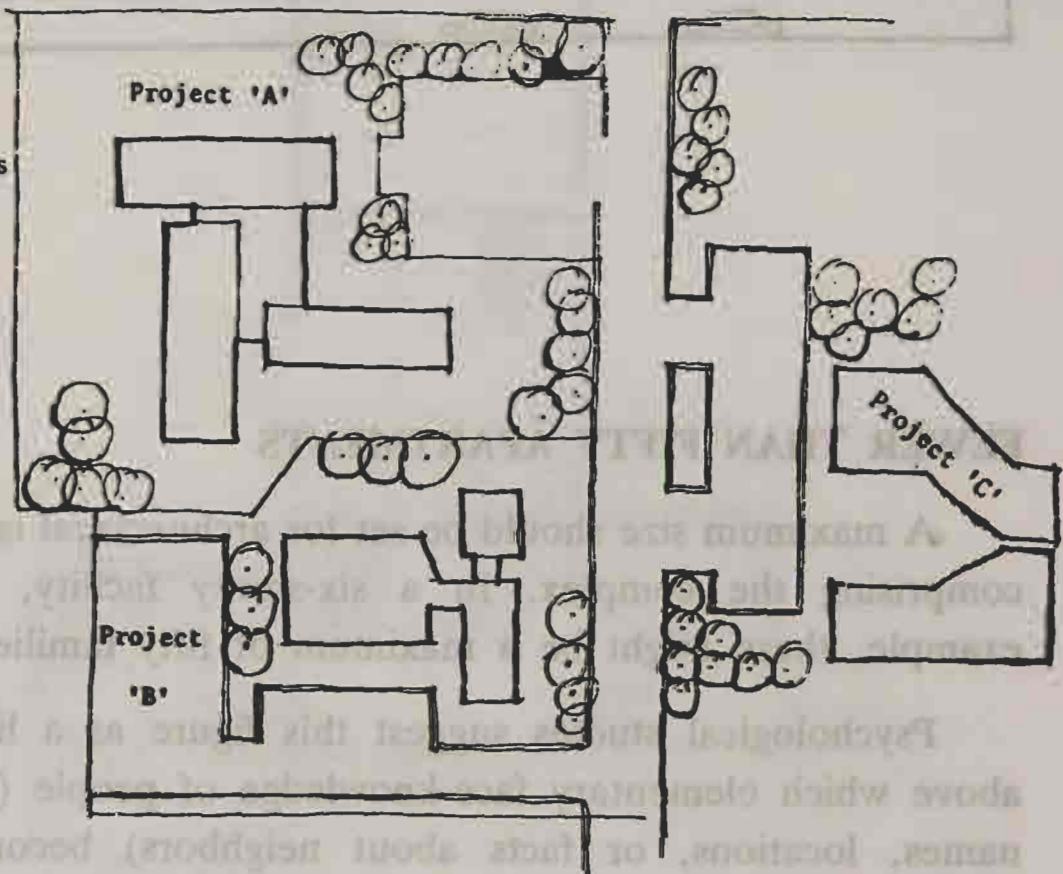 Project 'A'
s
Project
'C'
Project
'B'
FEWER THAN FIFTY APARTMENTS
A maximum size should be set for architectural
comprising the complex. In a six-story facility,
example, there might be a maximum of fifty families
Psychological studies suggest this figure as a
above which elementary face-knowledge of people (
names, locations, or facts about neighbors)